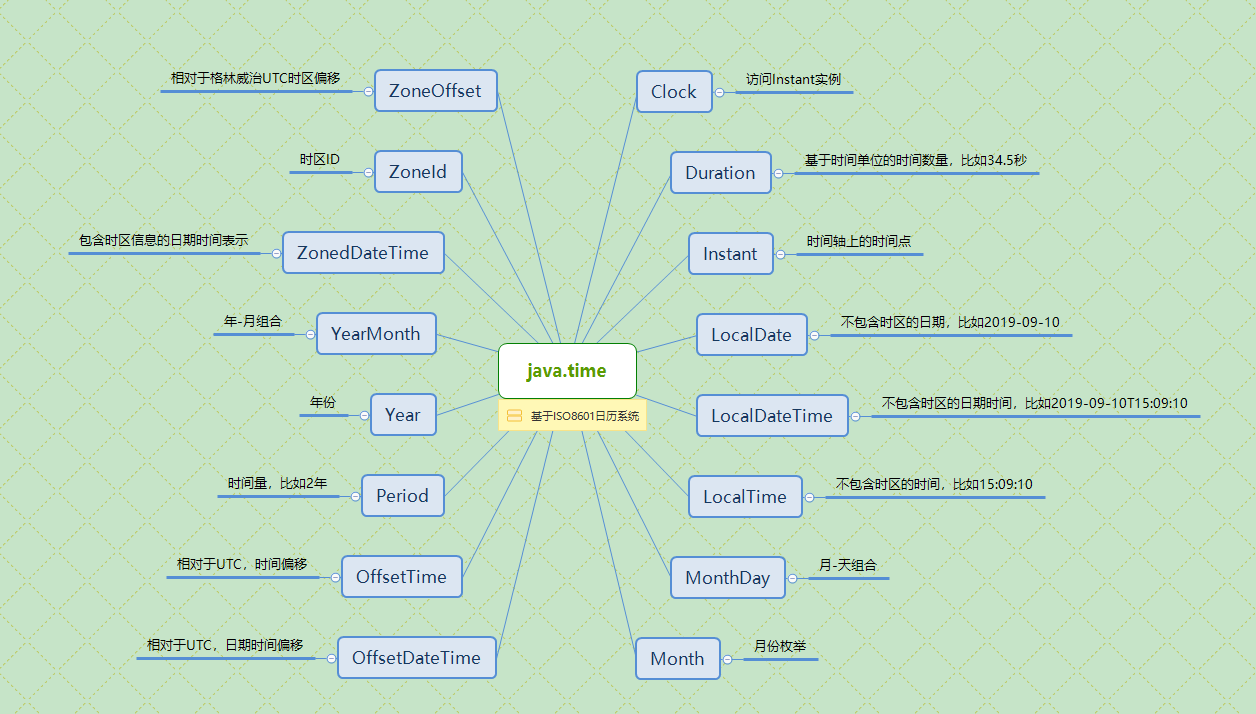 java.time
基于ISO8601日历系统
Clock
访问Instant实例
Duration
基于时间单位的时间数量，比如34.5秒
Instant
时间轴上的时间点
LocalDate
不包含时区的日期，比如2019-09-10
LocalDateTime
不包含时区的日期时间，比如2019-09-10T15:09:10
LocalTime
不包含时区的时间，比如15:09:10
MonthDay
月-天组合
Month
月份枚举
ZoneOffset
相对于格林威治UTC时区偏移
ZoneId
时区ID
ZonedDateTime
包含时区信息的日期时间表示
YearMonth
年-月组合
Year
年份
Period
时间量，比如2年
OffsetTime
相对于UTC，时间偏移
OffsetDateTime
相对于UTC，日期时间偏移